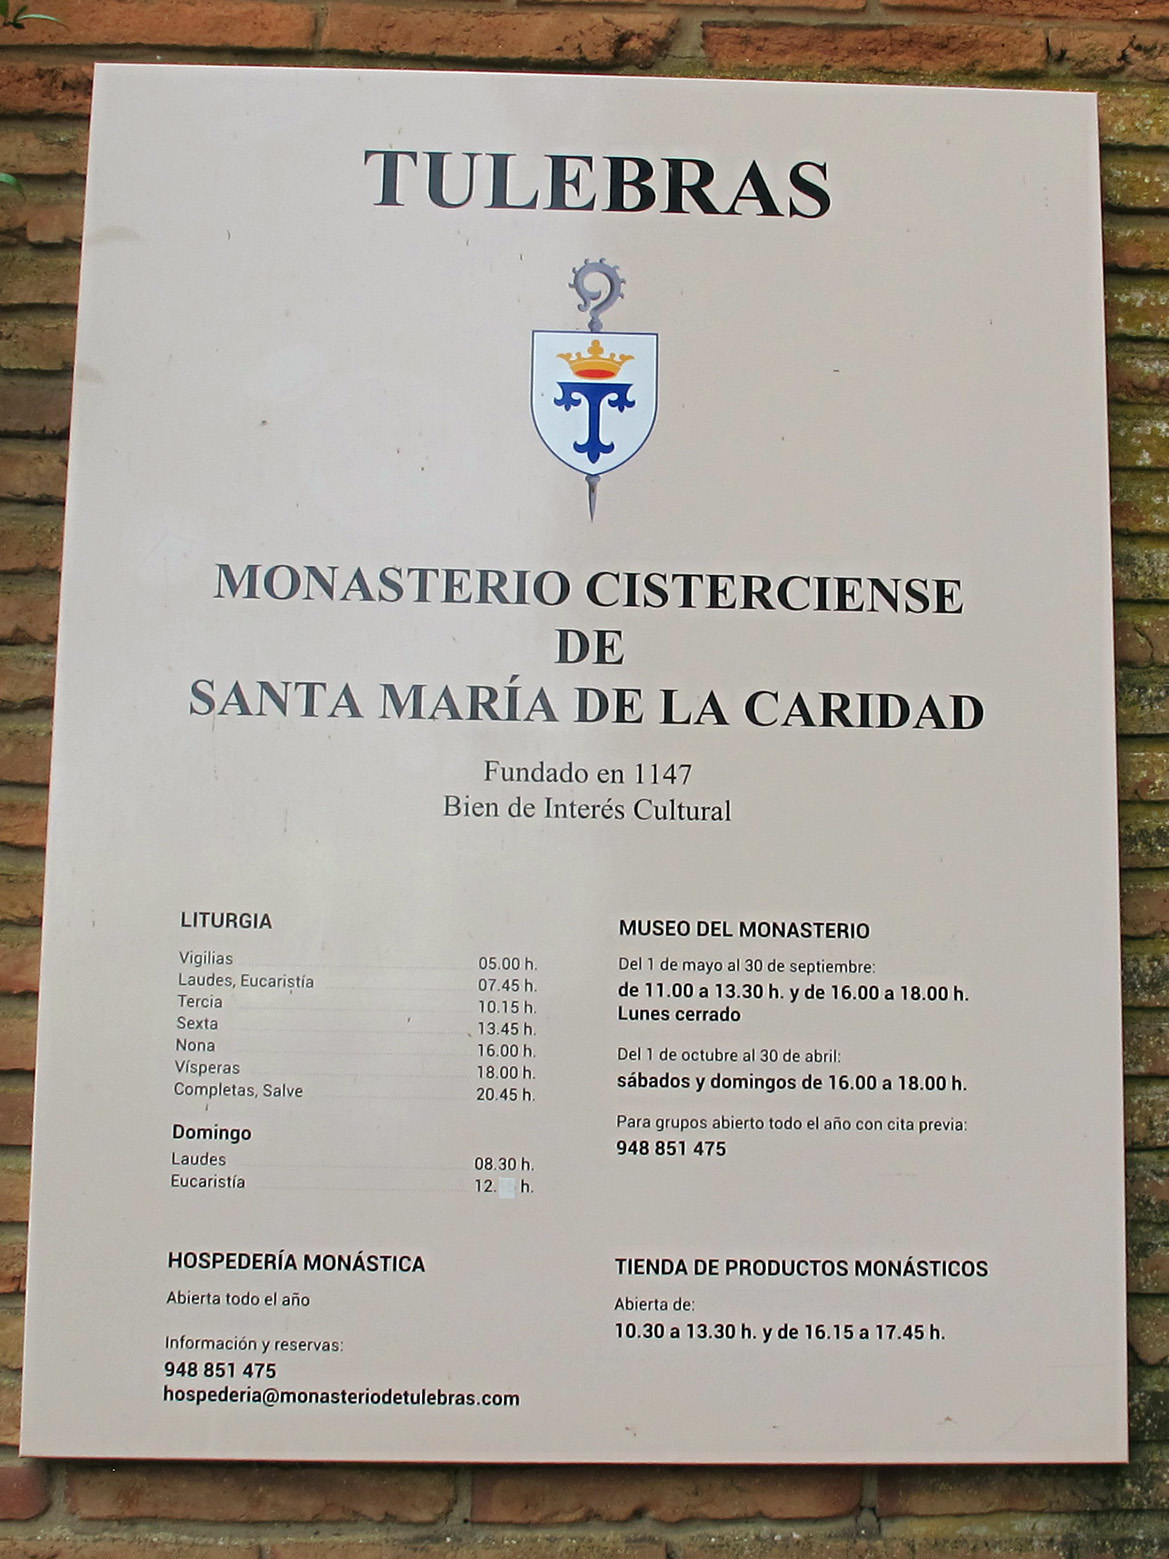 TULEBRAS
T
MONASTERIO CISTERCIENSE
DE
SANTA MARÍA DE LA CARIDAD
Fundado en 1147
Bien de Interés Cultural
LITURGIA
Vigilias 05.00 h.
Laudes, Eucaristía 07.45 h.
Tercia 10.15 h.
Sexta 13.45 h.
Nona 16.00 h.
Vísperas 18.00 h.
Completas, Salve 20.45 h.
Domingo
Laudes 08.30 h.
Eucaristía 12. h.
MUSEO DEL MONASTERIO
Del 1 de mayo al 30 de septiembre:
de 11.00 a 13.30 h. y de 16.00 a 18.00 h.
Lunes cerrado
Del 1 de octubre al 30 de abril:
sábados y domingos de 16.00 a 18.00 h.
Para grupos abierto todo el año con cita previa:
948 851 475
HOSPEDERÍA MONÁSTICA
Abierta todo el año
Información y reservas:
948 851 475
hospederia@monasteriodetulebras.com
TIENDA DE PRODUCTOS MONÁSTICOS
Abierta de:
10.30 a 13.30 h. y de 16.15 a 17.45 h.